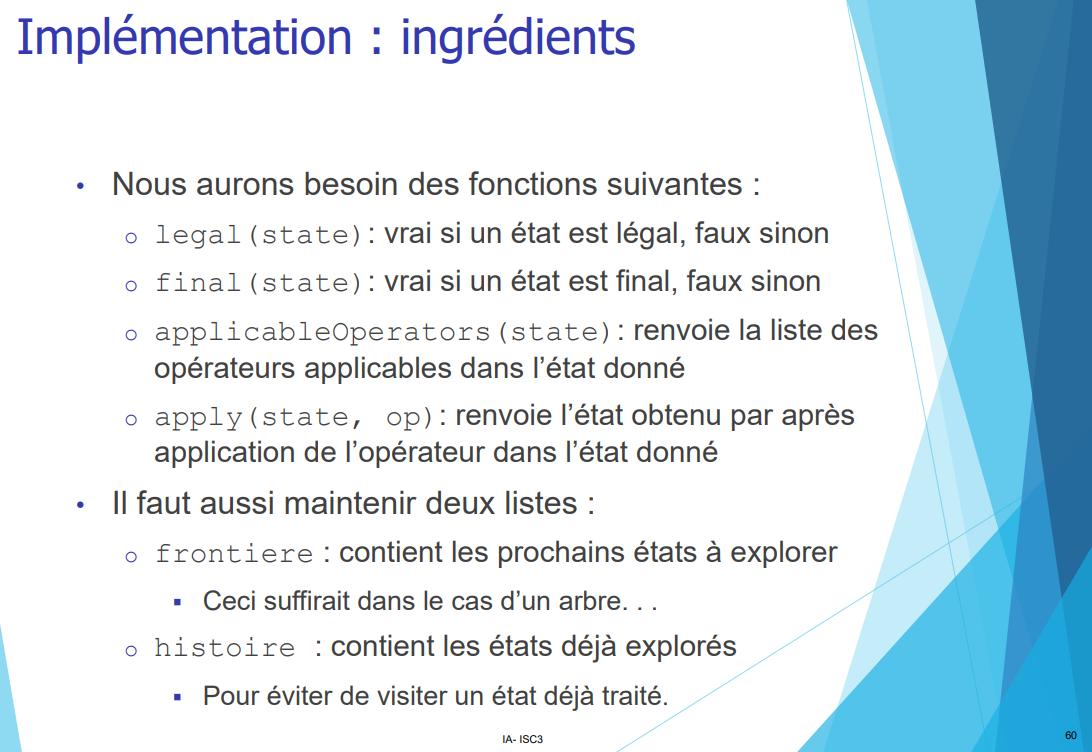 Implémentation : ingrédients
• Nous aurons besoin des fonctions suivantes :
o legal(state): vrai si un état est légal, faux sinon
o final(state): vrai si un état est final, faux sinon
o applicableOperators(state): renvoie la liste des
opérateurs applicables dans l’état donné
o apply(state, op): renvoie l’état obtenu par après
application de l’opérateur dans l’état donné
• Il faut aussi maintenir deux listes :
o frontiere : contient les prochains états à explorer
▪ Ceci suffirait dans le cas d’un arbre. . .
o histoire : contient les états déjà explorés
▪ Pour éviter de visiter un état déjà traité.
IA- ISC3
60